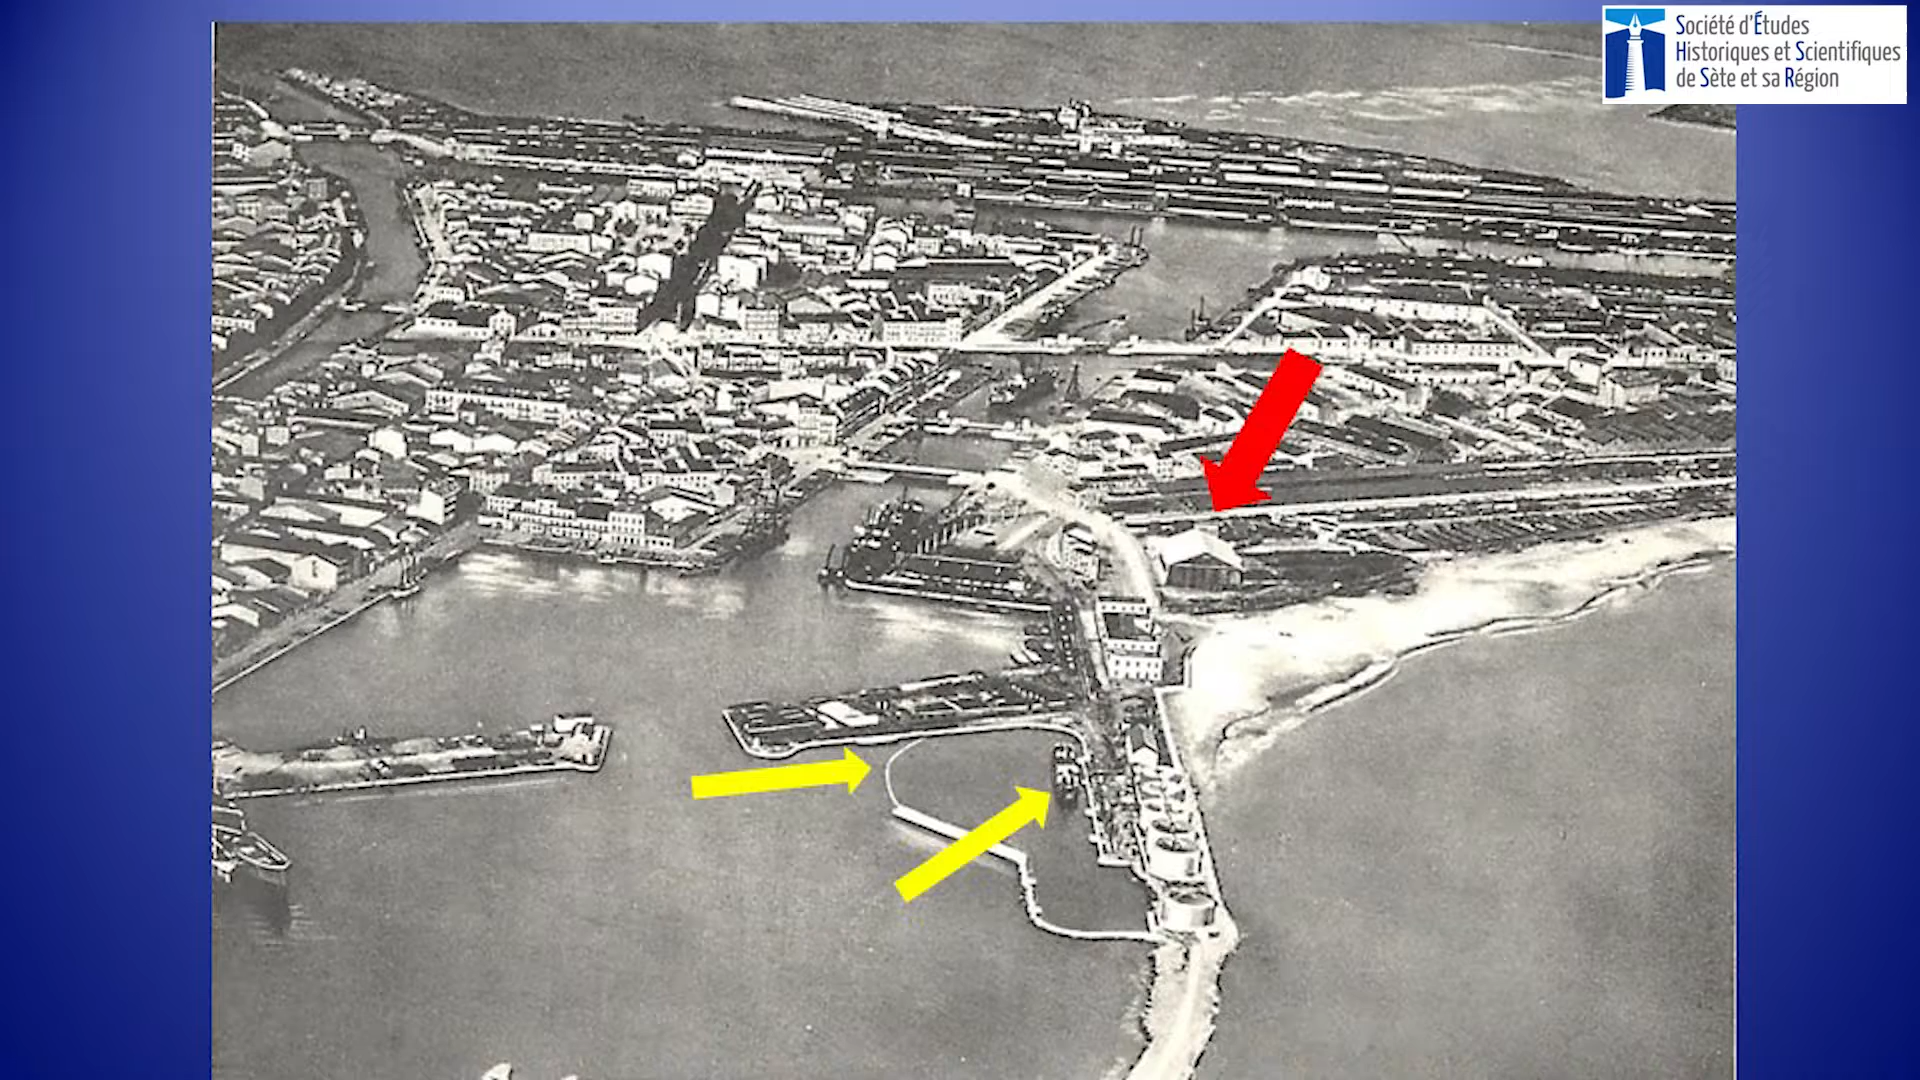 Société d'Études
Historiques et Scientifiques
de Sète et sa Région